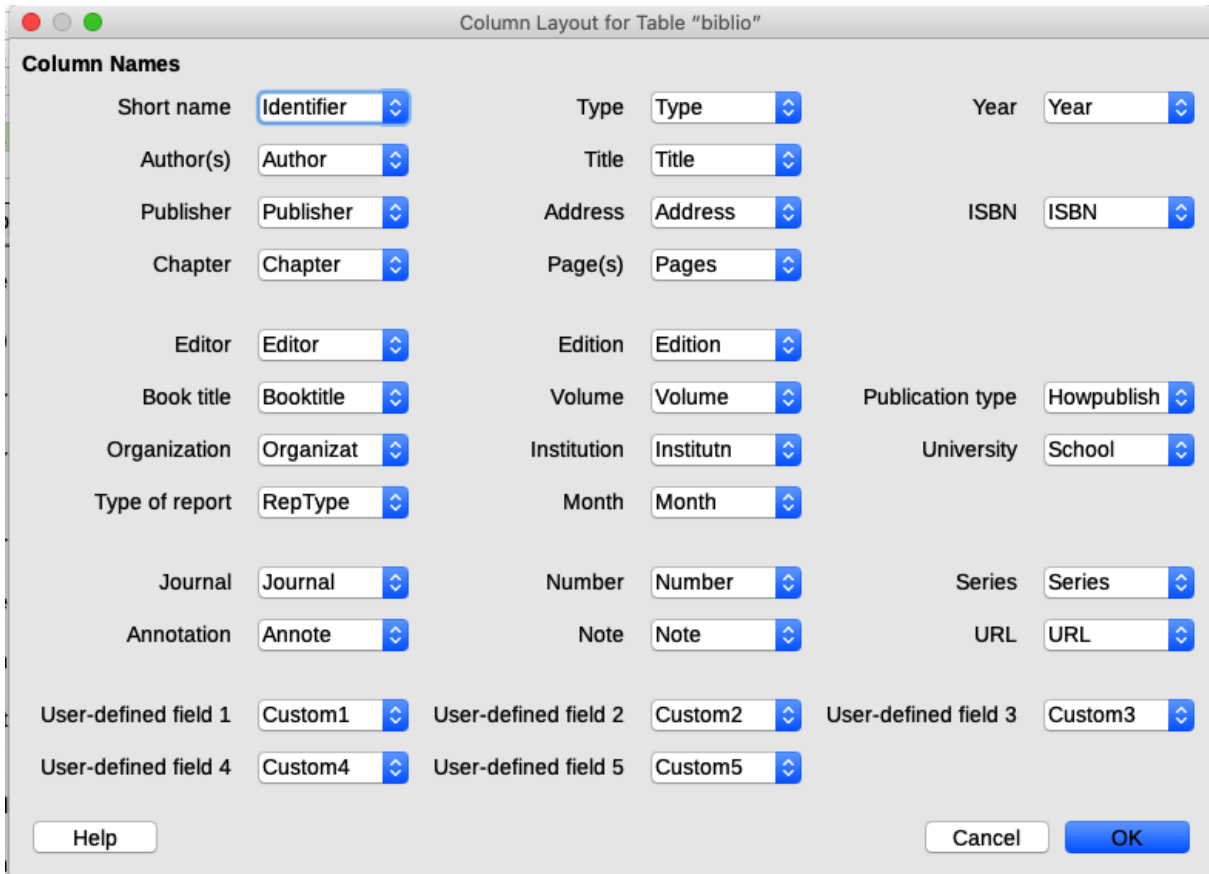 Column Layout for Table “biblio”
Column Names
Short name Identifier Type Type Year Year
Author(s) Author Title Title
Publisher Publisher Address Address ISBN ISBN
Chapter Chapter Page(s) Pages
Editor Editor Edition Edition
Book title Booktitle Volume Volume Publication type Howpublish
Organization Organizat Institution Institutn University School
Type of report RepType Month Month
Journal Journal Number Number Series Series
Annotation Annote Note Note URL URL
User-defined field 1 Custom1 User-defined field 2 Custom2 User-defined field 3 Custom3
User-defined field 4 Custom4 User-defined field 5 Custom5
Help Cancel OK